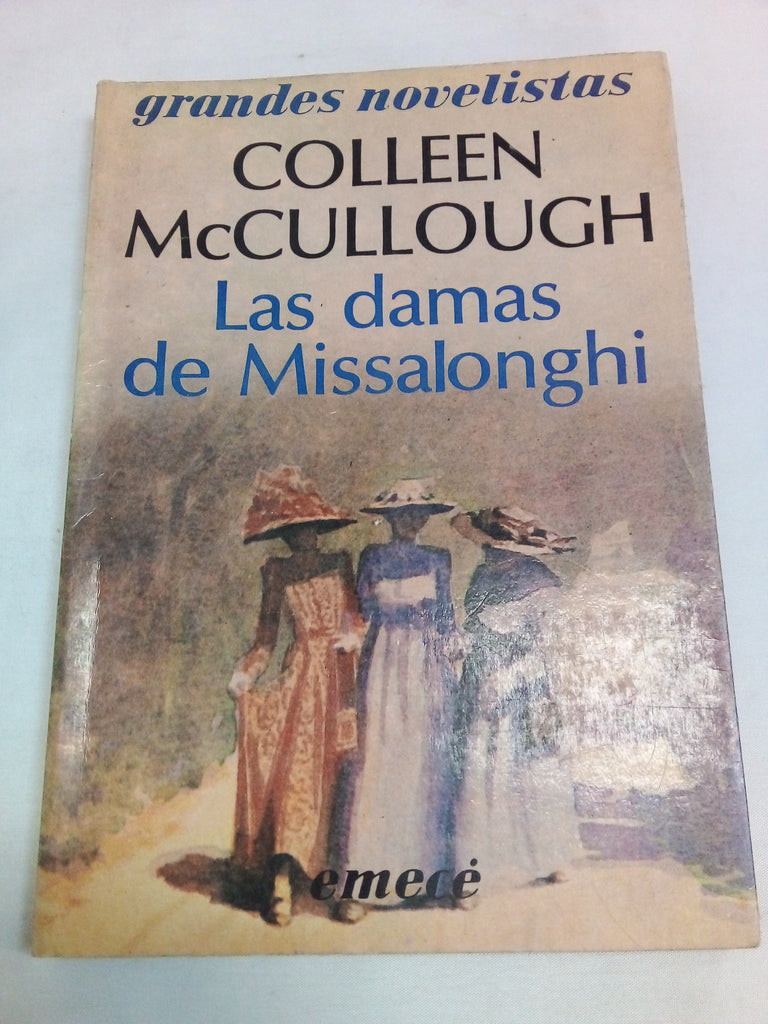 grandes novelistas
COLLEEN
McCULLOUGH
Las damas
de Missalonghi
emecé